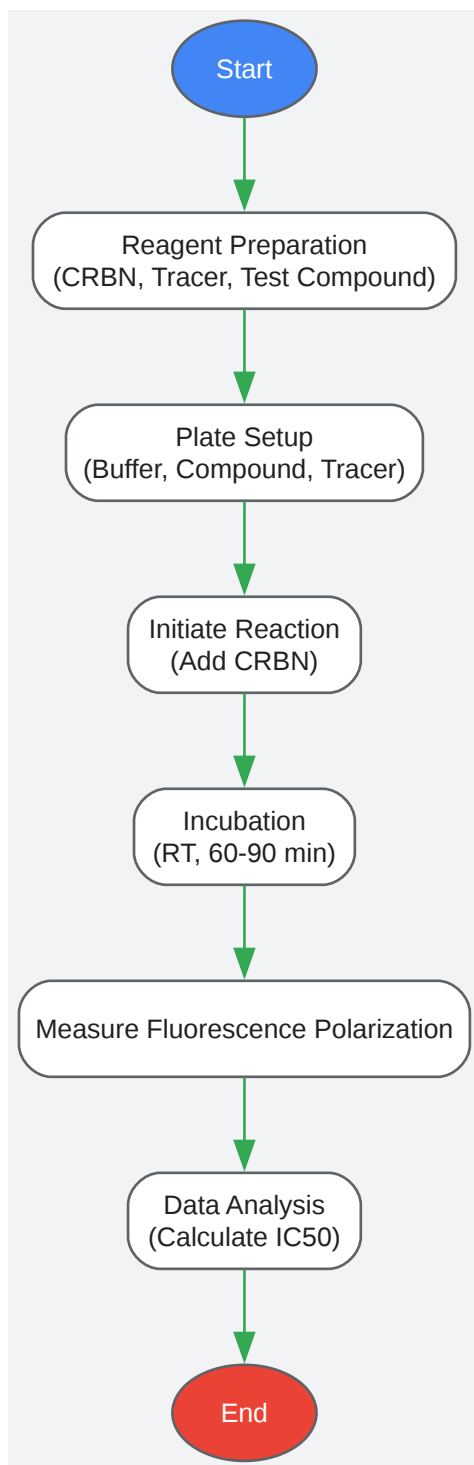 Start
Reagent Preparation
(CRBN, Tracer, Test Compound)
Plate Setup
(Buffer, Compound, Tracer)
Initiate Reaction
(Add CRBN)
Incubation
(RT, 60-90 min)
Measure Fluorescence Polarization
Data Analysis
(Calculate IC50)
End